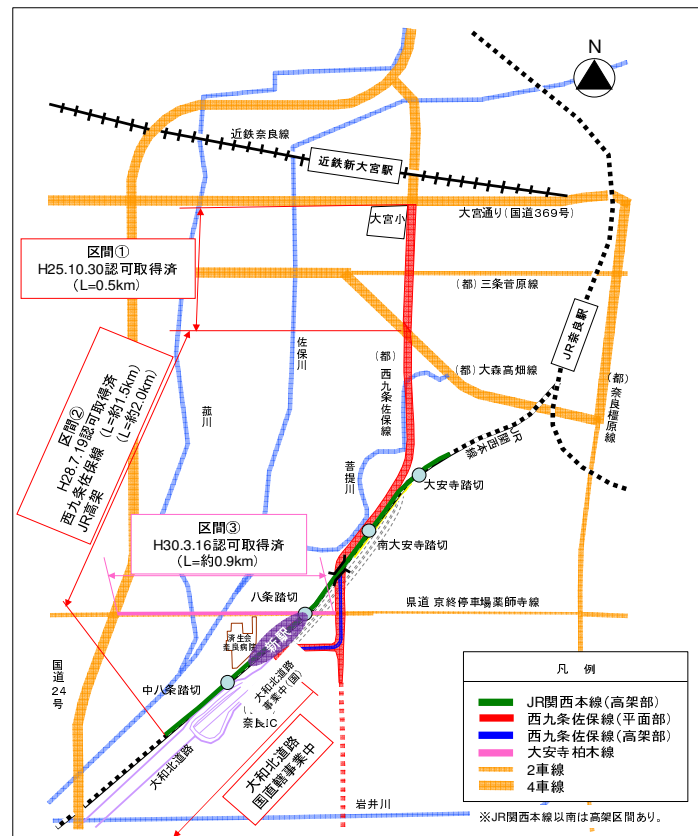 N
近鉄奈良線
近鉄新大宮駅
大宮小
大宮通り(国道369号)
区間①
H25.10.30認可取得済
(L=0.5km)
(都)三条菅原線
JR奈良駅
佐保川
菰川
(都)西九条佐保線
(都)大森高畑線
(都)奈良橿原線
区間②
H28.7.19認可取得済
西九条佐保線 (L=約1.5km)
JR高架 (L=約2.0km)
JR関西本線
菩提川
大安寺踏切
区間③
H30.3.16認可取得済
(L=約0.9km)
南大安寺踏切
八条踏切
県道 京終停車場薬師寺線
済生会
奈良病院
新駅
国道24号
中八条踏切
大和北道路
事業中(国)
(
奈良IC
大和北道路
大和北道路
国直轄事業中
岩井川
凡 例
JR関西本線(高架部)
西九条佐保線(平面部)
西九条佐保線(高架部)
大安寺柏木線
2車線
4車線
※JR関西本線以南は高架区間あり。